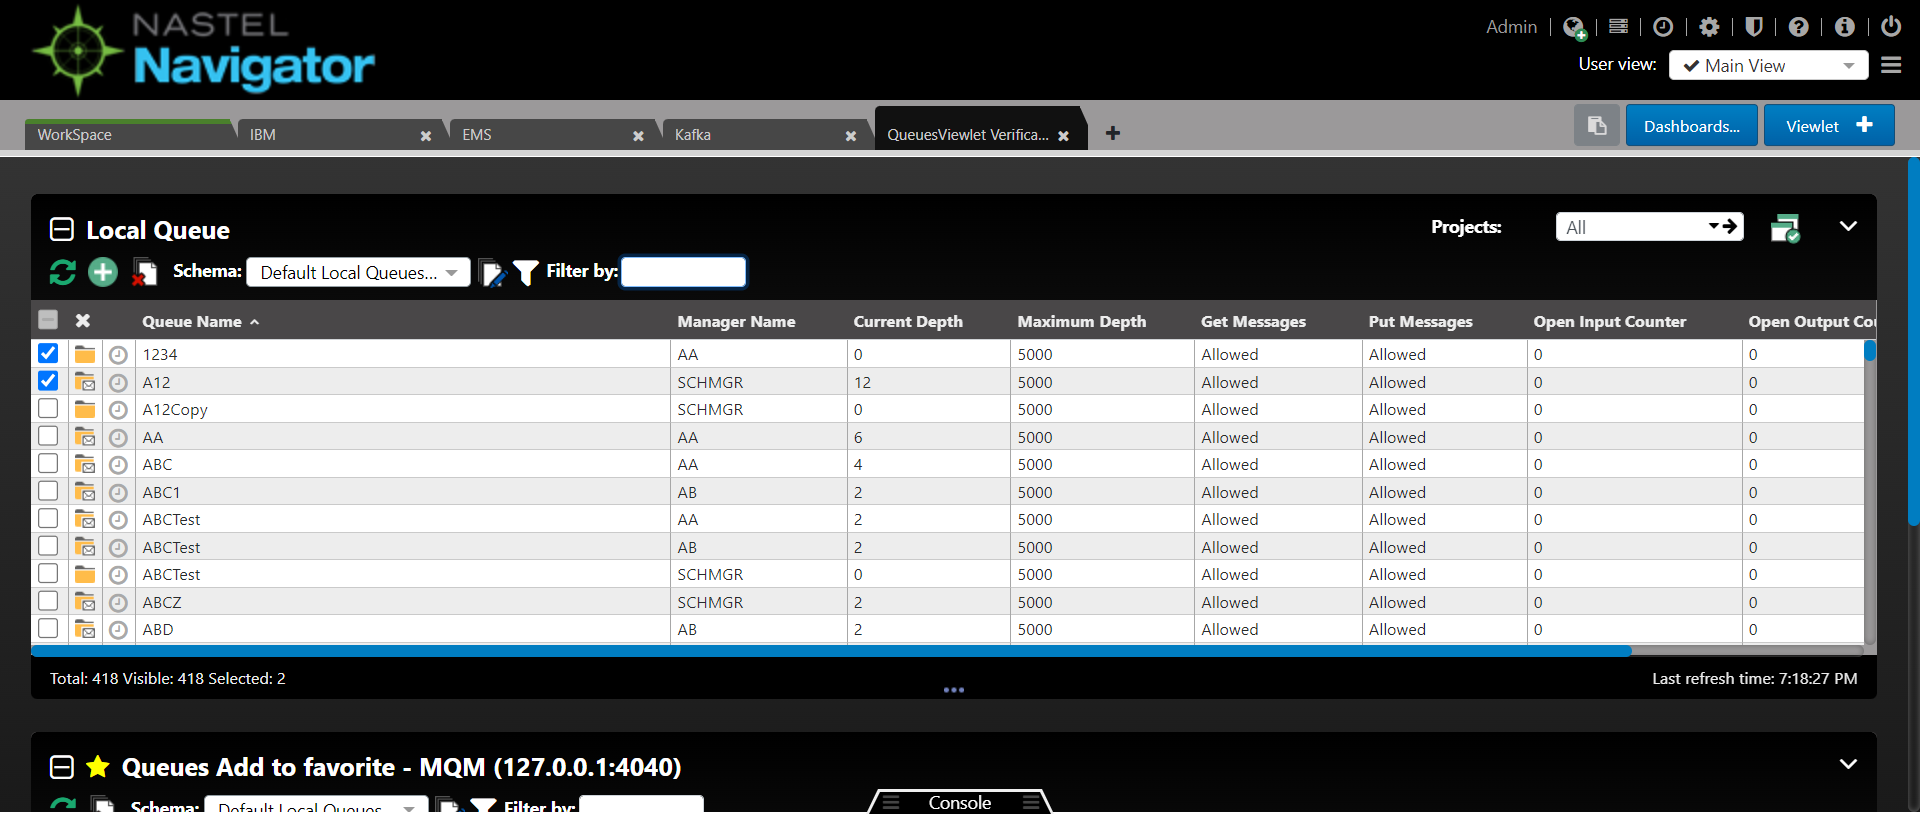 NASTEL
Navigator
Admin
User view: Main View
WorkSpace IBM EMS Kafka QueuesViewlet Verifica... Dashboards... Viewlet
Local Queue Projects: All
Schema: Default Local Queues... Filter by:
Queue Name Manager Name Current Depth Maximum Depth Get Messages Put Messages Open Input Counter Open Output Cou
1234 AA 0 5000 Allowed Allowed 0 0
A12 SCHMGR 12 5000 Allowed Allowed 0 0
A12Copy SCHMGR 0 5000 Allowed Allowed 0 0
AA AA 6 5000 Allowed Allowed 0 0
ABC AA 4 5000 Allowed Allowed 0 0
ABC1 AB 2 5000 Allowed Allowed 0 0
ABCTest AA 2 5000 Allowed Allowed 0 0
ABCTest AB 2 5000 Allowed Allowed 0 0
ABCTest SCHMGR 0 5000 Allowed Allowed 0 0
ABCZ SCHMGR 2 5000 Allowed Allowed 0 0
ABD AB 2 5000 Allowed Allowed 0 0
Total: 418 Visible: 418 Selected: 2 Last refresh time: 7:18:27 PM
Queues Add to favorite - MQM (127.0.0.1:4040)
Schema: Default Local Queues Filter by:
Console